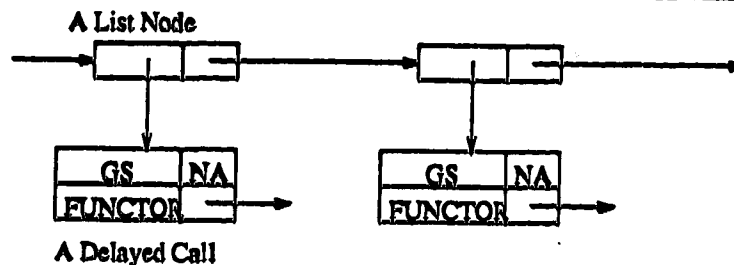 A List Node
GS NA GS NA
FUNCTOR FUNCTOR
A Delayed Call